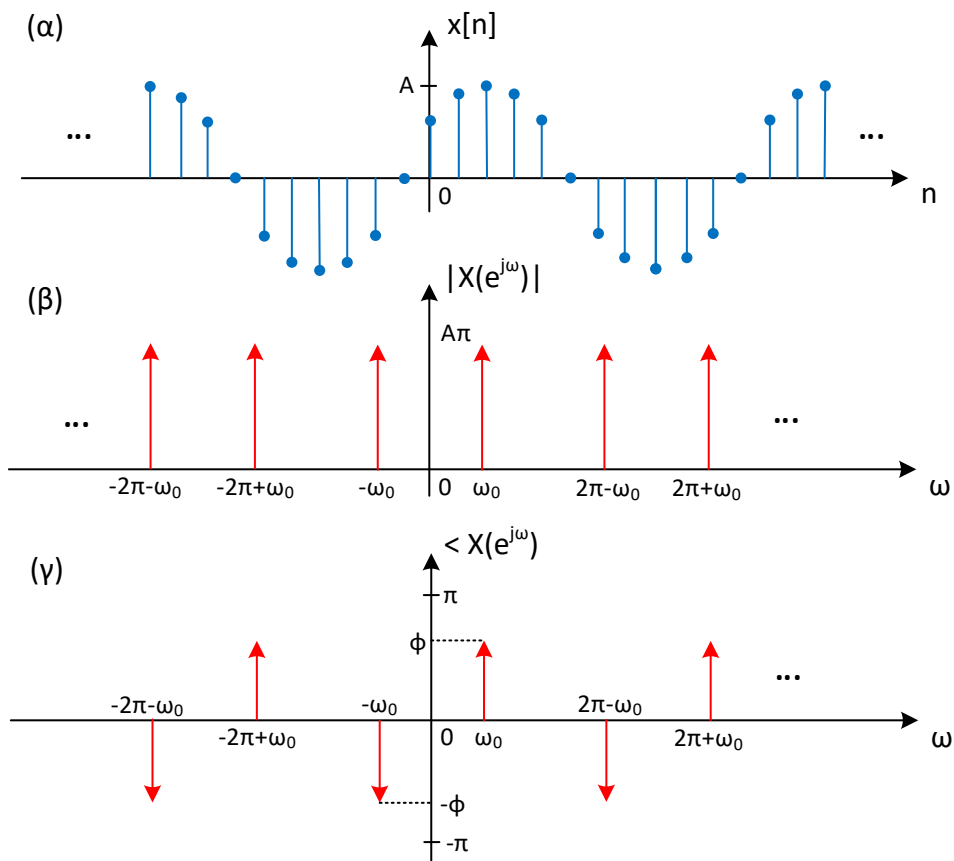 (α)
x[n]
A
...
...
0
n
(β)
|X(e^jω)|
Aπ
...
...
-2π-ω₀
-2π+ω₀
-ω₀
0
ω₀
2π-ω₀
2π+ω₀
ω
(γ)
< X(e^jω)
π
ϕ
...
-2π-ω₀
-ω₀
2π-ω₀
-2π+ω₀
0
ω₀
2π+ω₀
ω
-ϕ
-π